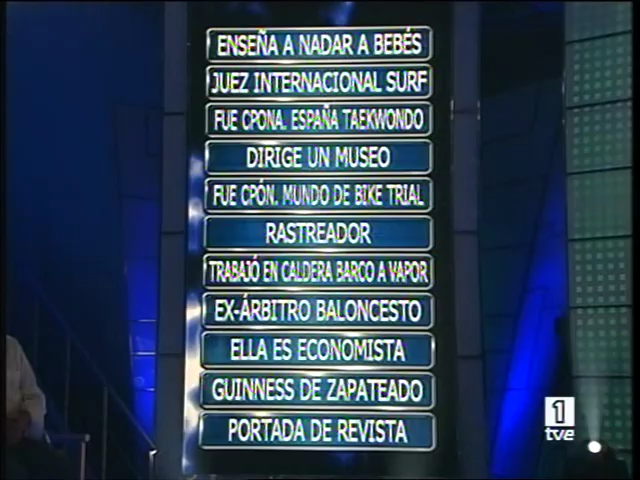 ENSEÑA A NADAR A BEBÉS
JUEZ INTERNACIONAL SURF
FUE CPONA. ESPAÑA TAEKWONDO
DIRIGE UN MUSEO
FUE CPÓN. MUNDO DE BIKE TRIAL
RASTREADOR
TRABAJÓ EN CALDERA BARCO A VAPOR
EX-ÁRBITRO BALONCESTO
ELLA ES ECONOMISTA
GUINNESS DE ZAPATEADO
PORTADA DE REVISTA
1
tve